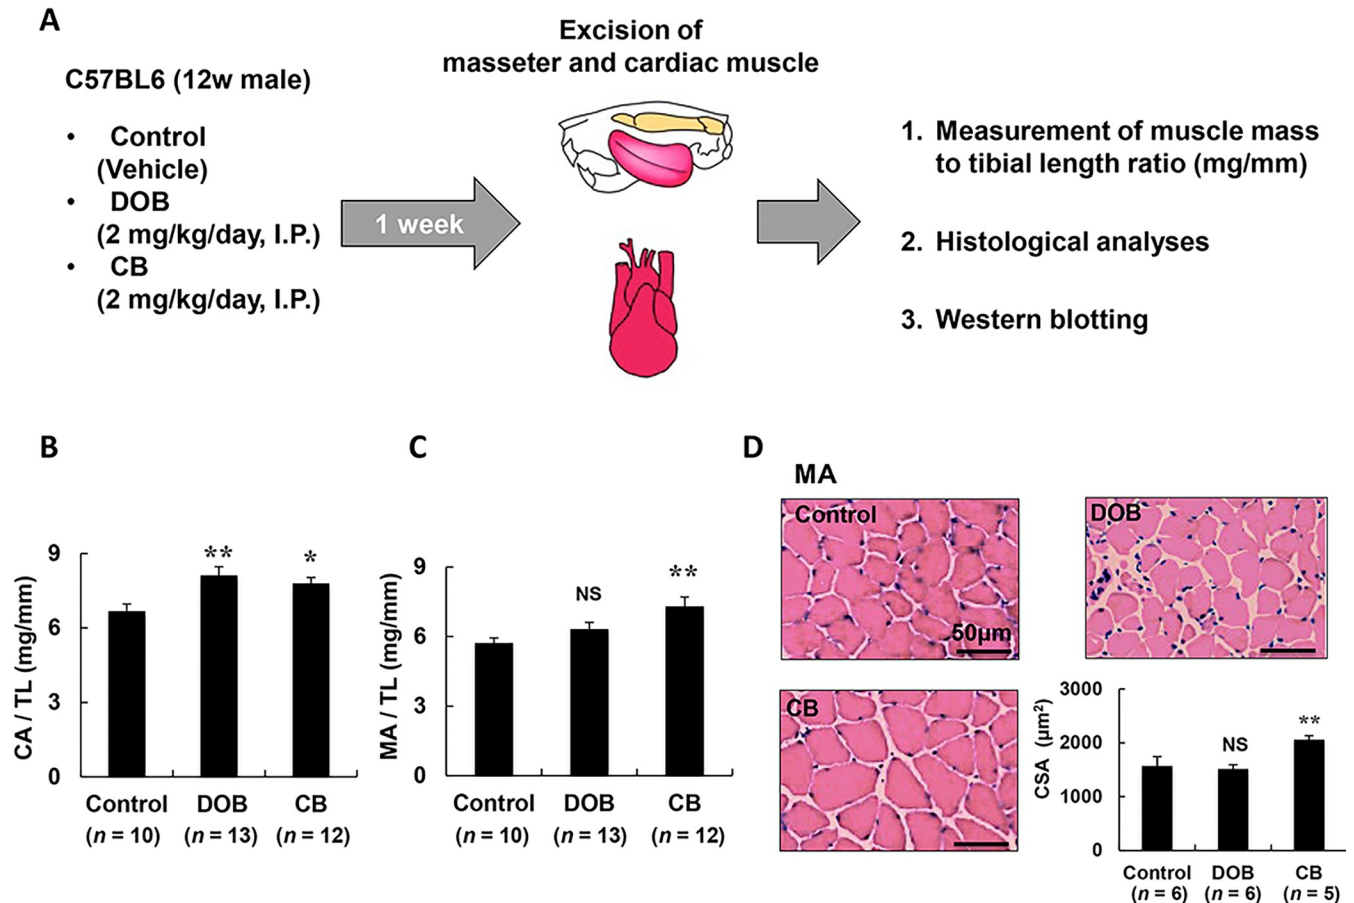 A
C57BL6 (12w male)
• Control
(Vehicle)
• DOB
(2 mg/kg/day, I.P.)
• CB
(2 mg/kg/day, I.P.)
1 week
Excision of
masseter and cardiac muscle
1. Measurement of muscle mass
to tibial length ratio (mg/mm)
2. Histological analyses
3. Western blotting
B
CA / TL (mg/mm)
9
6
3
0
**
*
Control
DOB
CB
(n = 10)
(n = 13)
(n = 12)
C
MA / TL (mg/mm)
9
6
3
0
NS
**
Control
DOB
CB
(n = 10)
(n = 13)
(n = 12)
D
MA
Control
50μm
DOB
CB
CSA (μm²)
3000
2000
1000
0
NS
**
Control
DOB
CB
(n = 6)
(n = 6)
(n = 5)